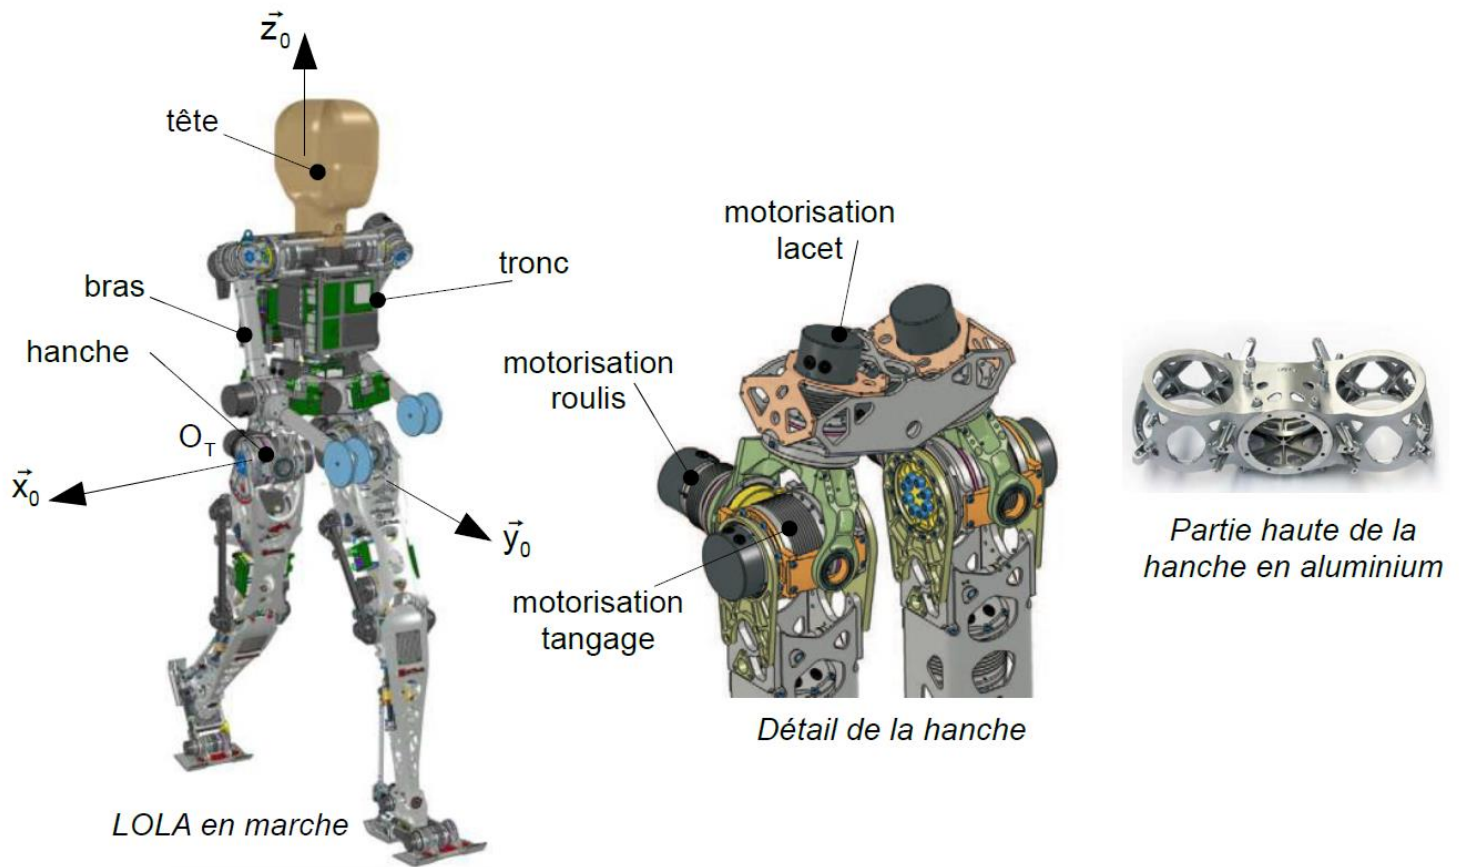 z⃗₀
tête
bras
tronc
hanche
O_T
x⃗₀
y⃗₀
LOLA en marche
motorisation
lacet
motorisation
roulis
motorisation
tangage
Détail de la hanche
Partie haute de la
hanche en aluminium